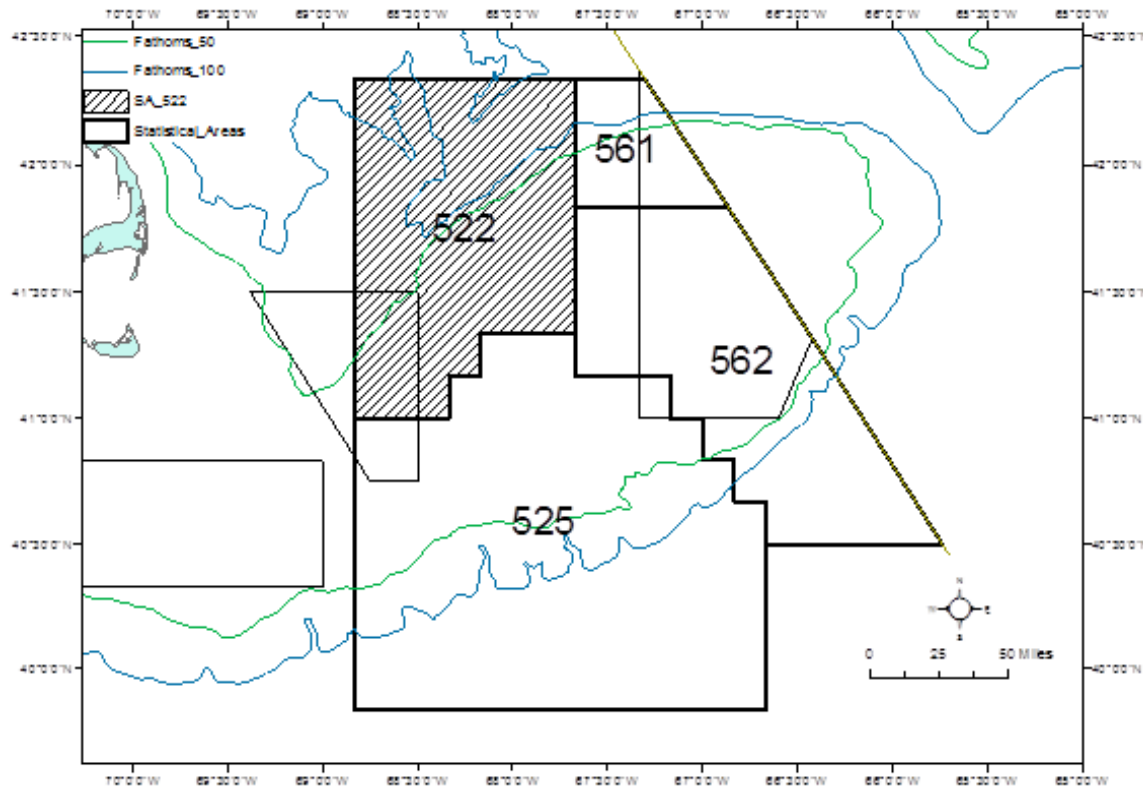 70°0'0"W 69°30'0"W 69°0'0"W 68°30'0"W 68°0'0"W 67°30'0"W 67°0'0"W 66°30'0"W 66°0'0"W 65°30'0"W 65°0'0"W
42°30'0"N 42°30'0"N
Fathoms_50
Fathoms_100
SA_522
Statistical_Areas
561
42°0'0"N 42°0'0"N
522
41°30'0"N 41°30'0"N
562
41°0'0"N 41°0'0"N
525
40°30'0"N 40°30'0"N
N
W E
S
0 25 50 Miles
40°0'0"N 40°0'0"N
70°0'0"W 69°30'0"W 69°0'0"W 68°30'0"W 68°0'0"W 67°30'0"W 67°0'0"W 66°30'0"W 66°0'0"W 65°30'0"W 65°0'0"W